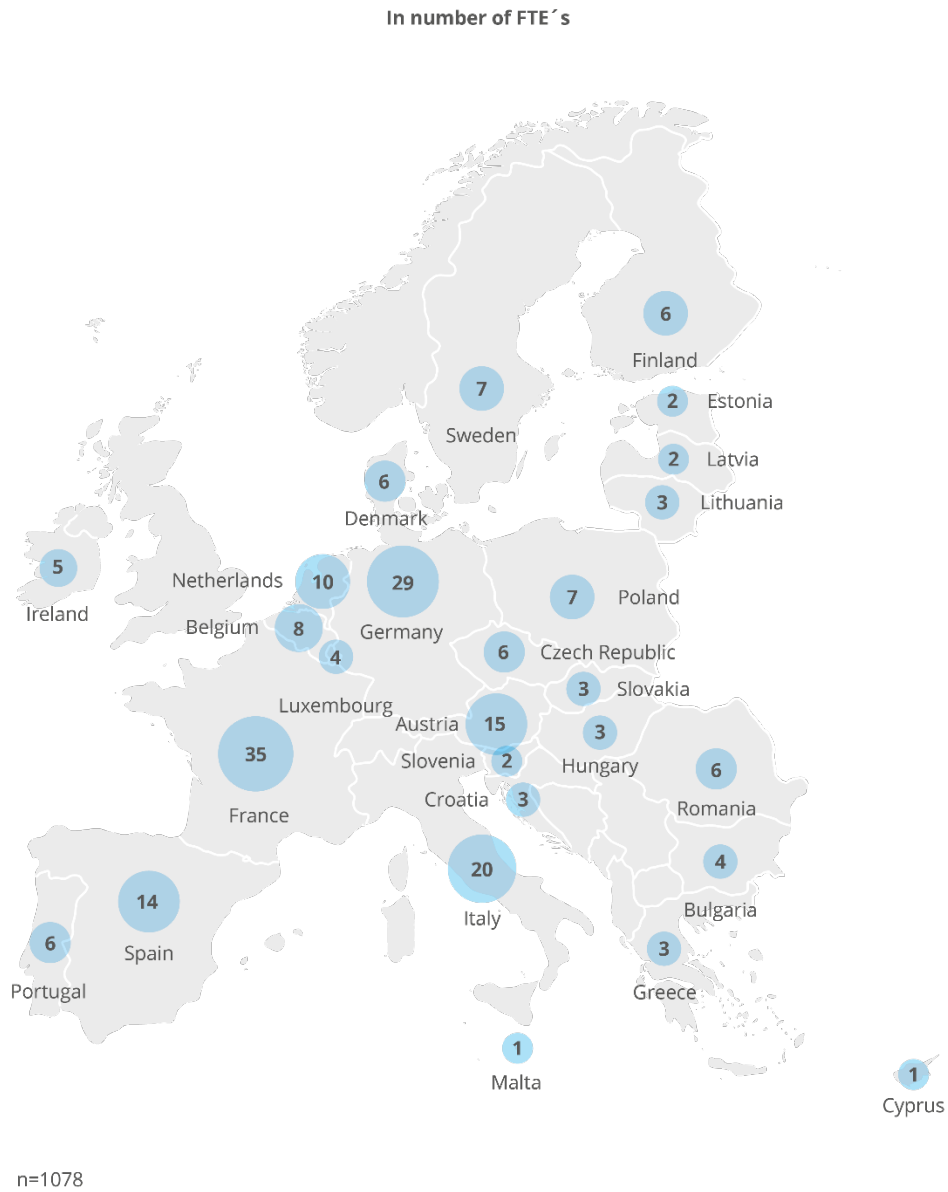 In number of FTE´s
6
Finland
7
Sweden
2
Estonia
2
Latvia
3
Lithuania
6
Denmark
5
Ireland
Netherlands
10
29
Germany
7
Poland
Belgium
8
4
Luxembourg
6
Czech Republic
3
Slovakia
Austria
15
3
Hungary
35
France
Slovenia
2
Croatia
3
6
Romania
20
Italy
4
Bulgaria
14
Spain
6
Portugal
3
Greece
1
Malta
1
Cyprus
n=1078